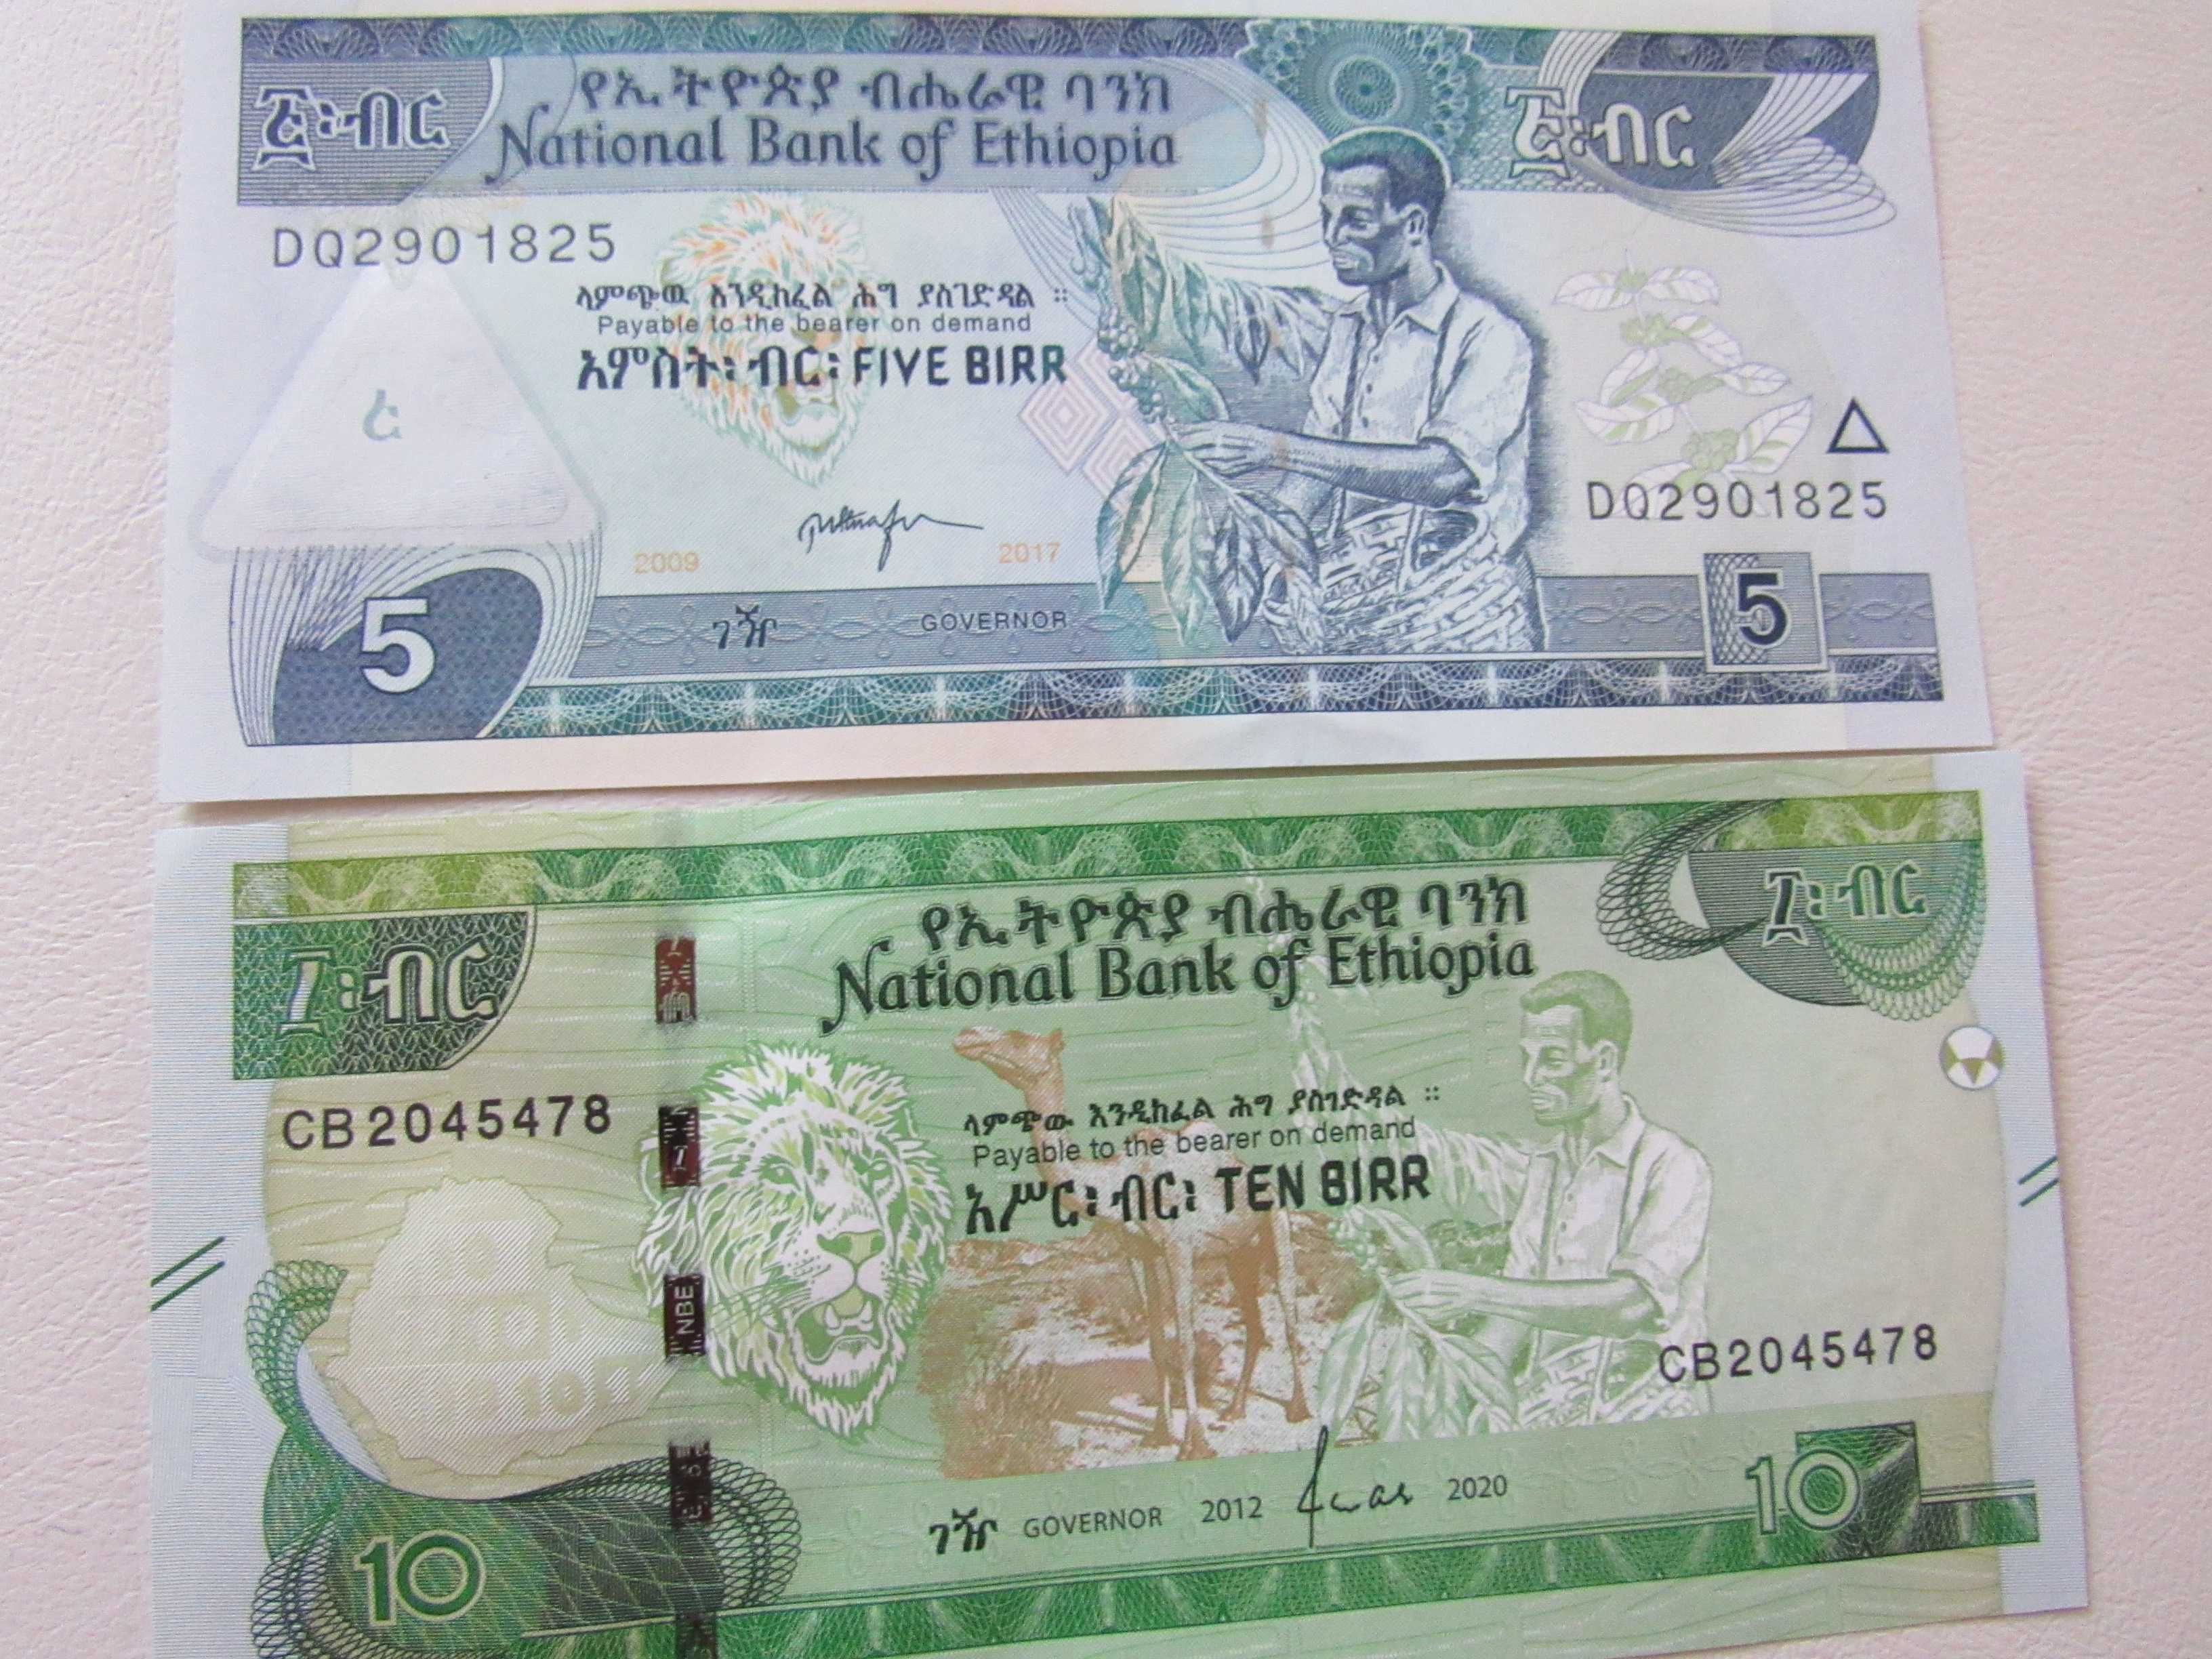 ፭፡ብር
የኢትዮጵያ ብሔራዊ ባንክ
፭፡ብር
National Bank of Ethiopia
DQ2901825
ላምጭዉ እንዲከፈል ሕግ ያስገድዳል ።
Payable to the bearer on demand
አምስት፡ ብር፡ FIVE BIRR
፭
DQ2901825
2009 2017
ገዥ GOVERNOR
5 5
፲፡ብር
የኢትዮጵያ ብሔራዊ ባንክ
፲፡ብር
National Bank of Ethiopia
CB2045478
ላምጭው እንዲከፈል ሕግ ያስገድዳል ።
Payable to the bearer on demand
አሥር፡ ብር፡ TEN BIRR
፲
NBE
CB2045478
ገዥ GOVERNOR 2012 2020
10 10